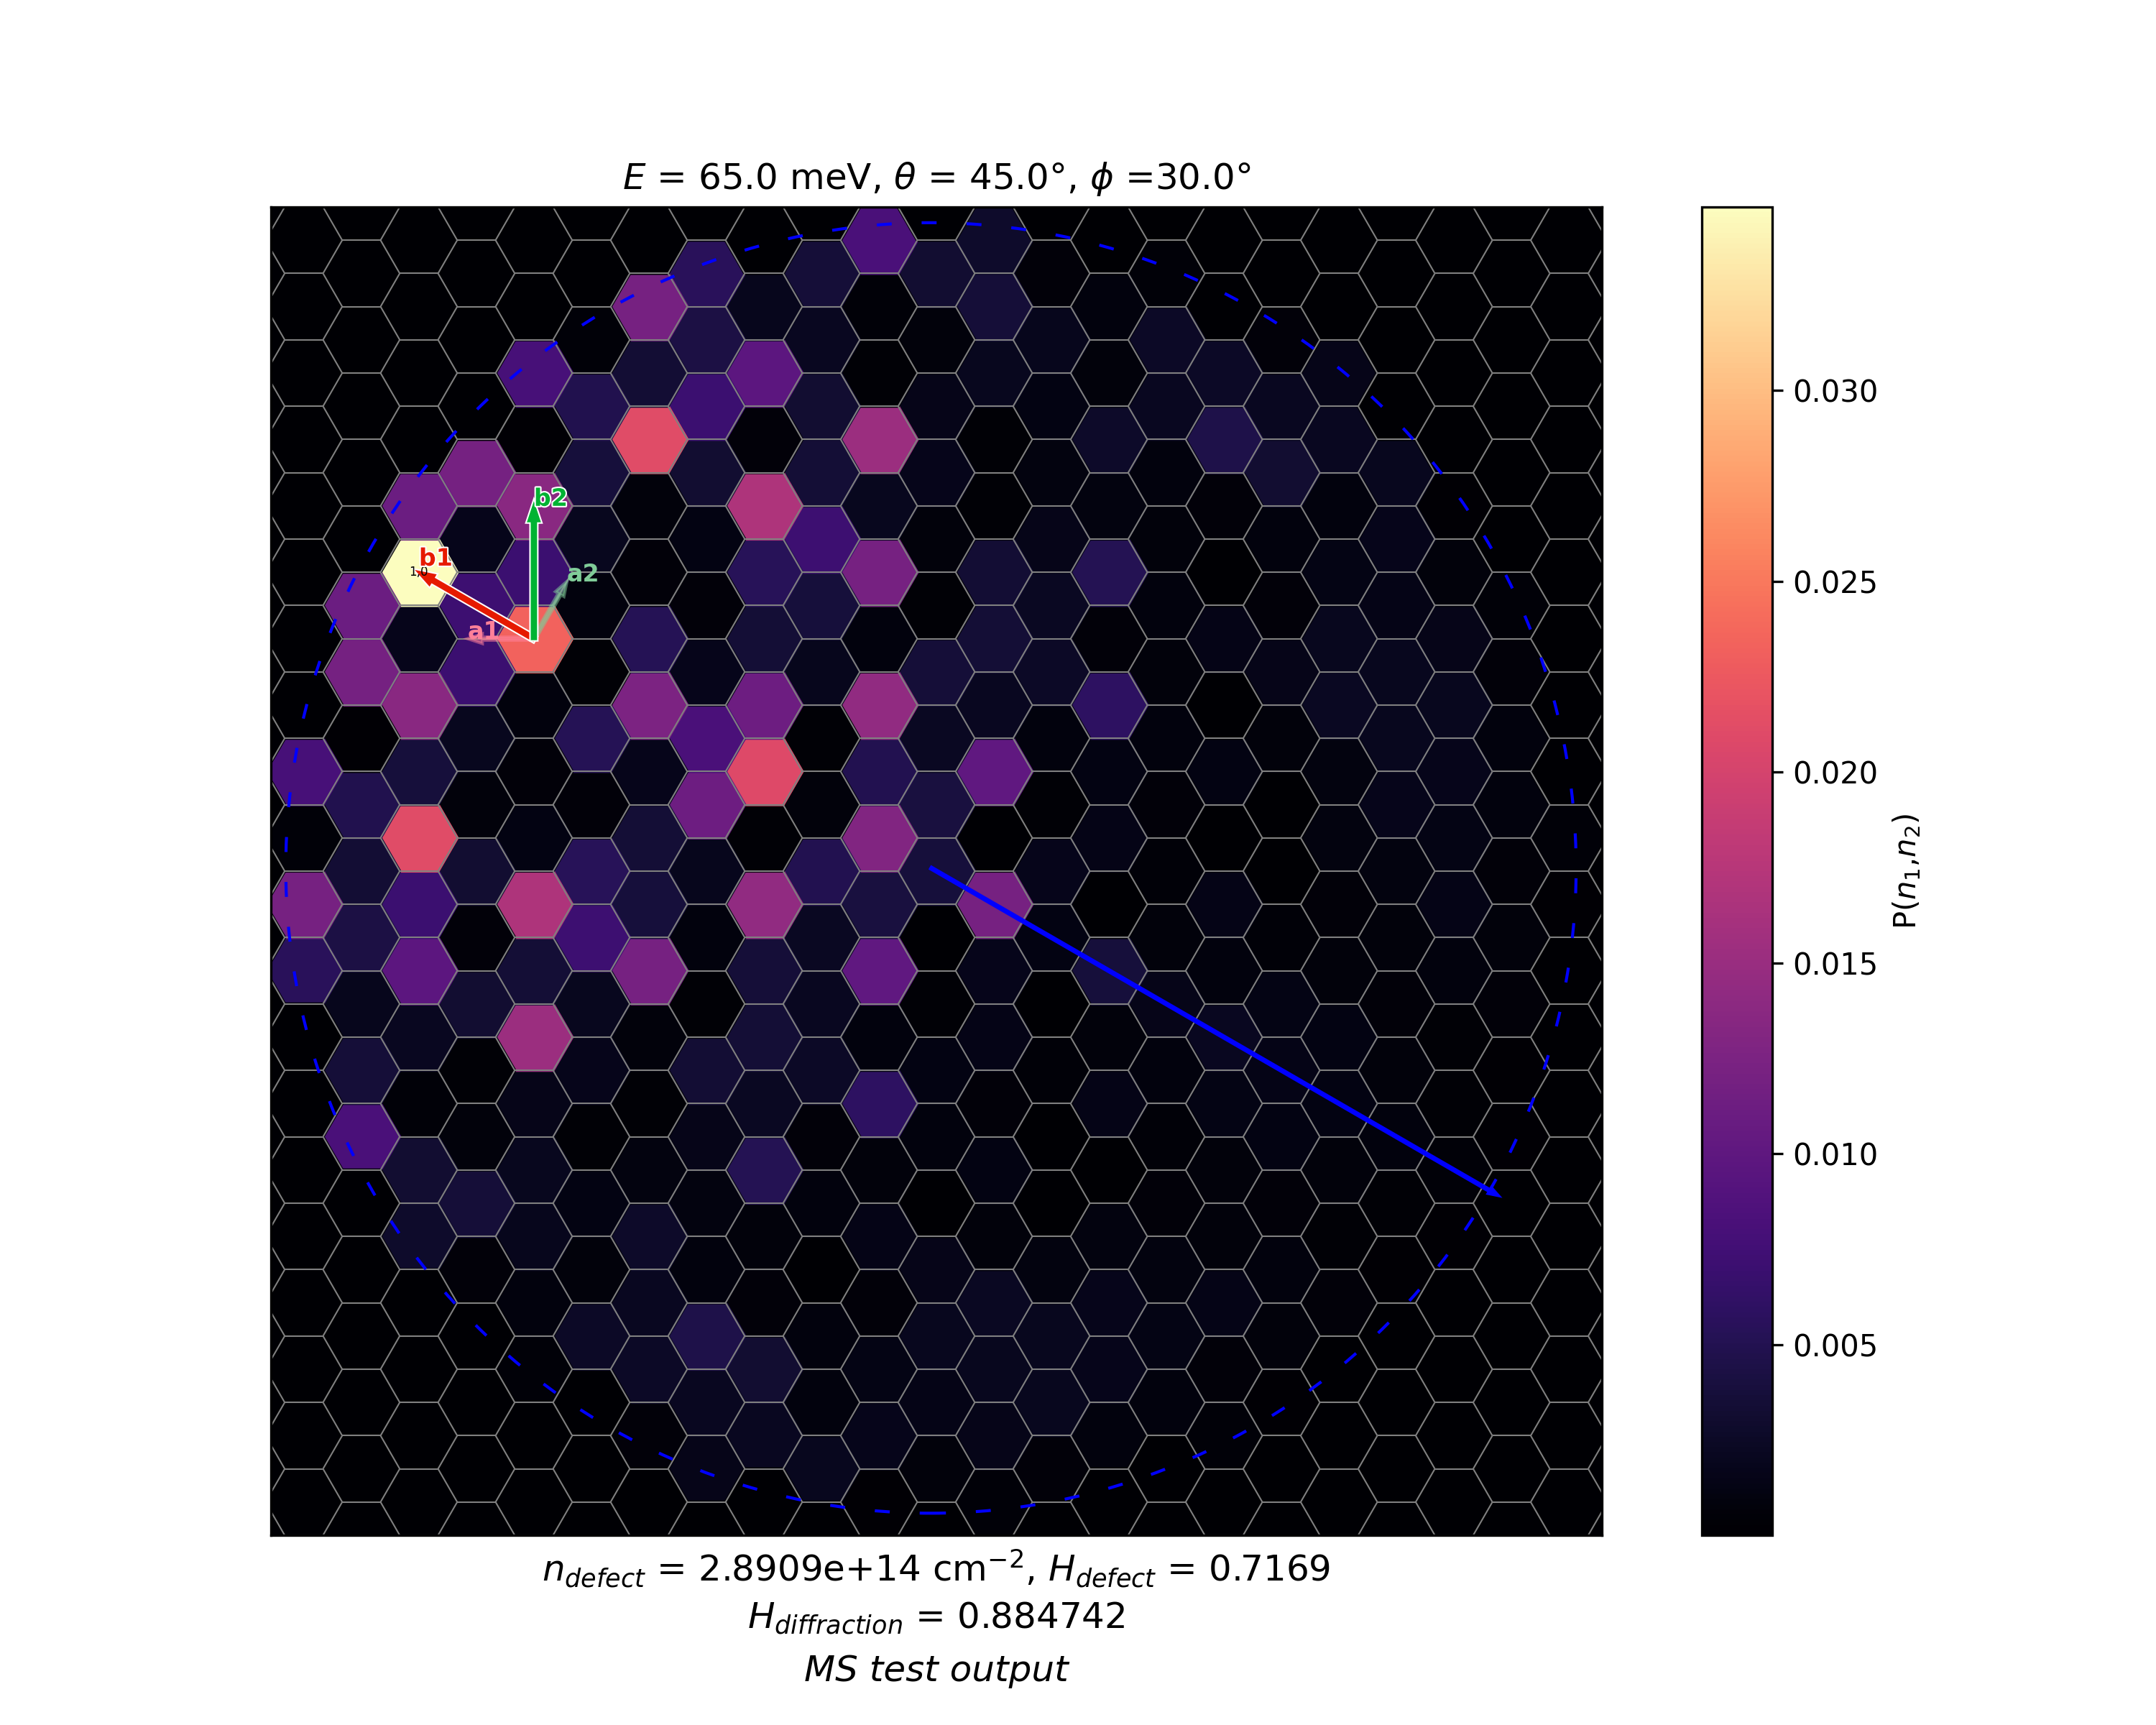 E = 65.0 meV, θ = 45.0°, ϕ =30.0°
b2
b1
1,0
a2
a1
0.030
0.025
0.020
0.015
0.010
0.005
P(n₁,n₂)
n_defect = 2.8909e+14 cm⁻², H_defect = 0.7169
H_diffraction = 0.884742
MS test output